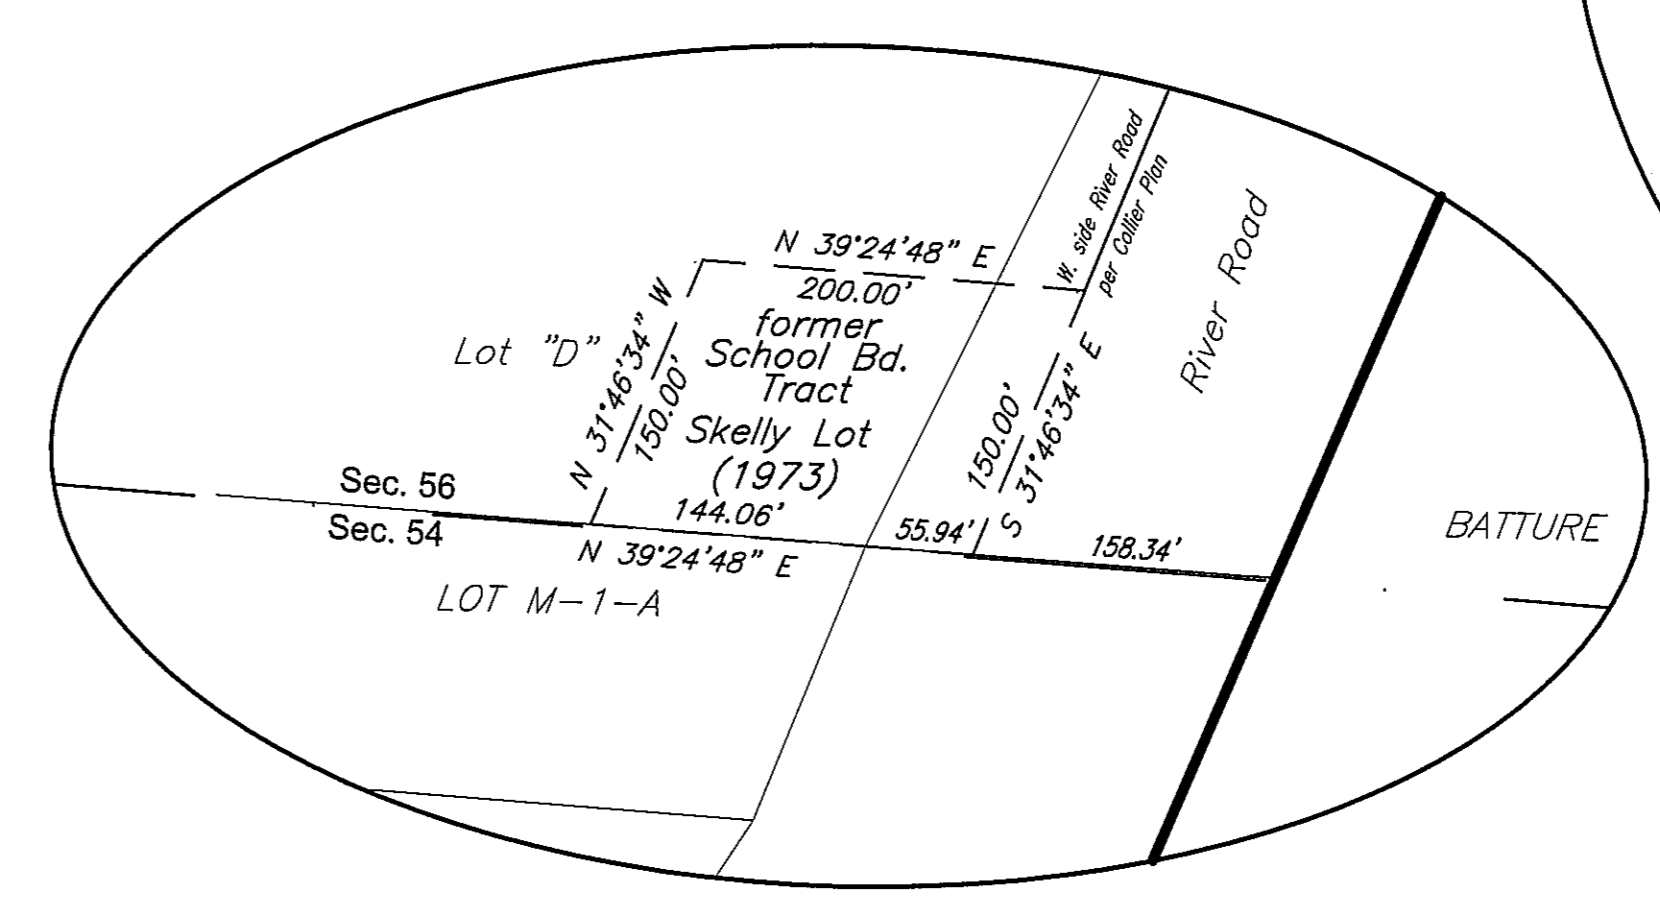 W. side River Road
per Collier Plan
River Road
N 39°24'48" E
200.00'
N 31°46'34" W
150.00'
Lot "D"
former
School Bd.
Tract
Skelly Lot
(1973)
150.00'
S 31°46'34" E
Sec. 56
Sec. 54
144.06'
55.94'
158.34'
N 39°24'48" E
BATTURE
LOT M-1-A